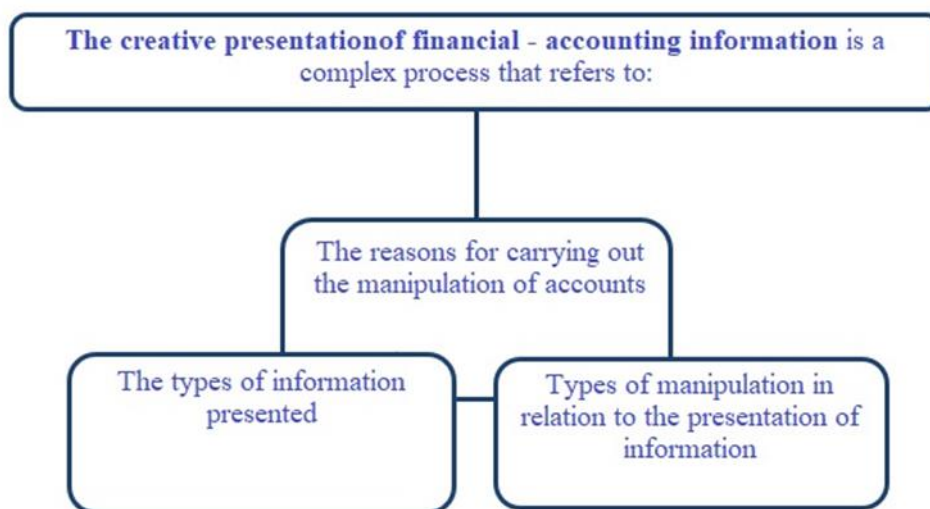 The creative presentationof financial - accounting information is a
complex process that refers to:
The reasons for carrying out
the manipulation of accounts
The types of information
presented
Types of manipulation in
relation to the presentation of
information